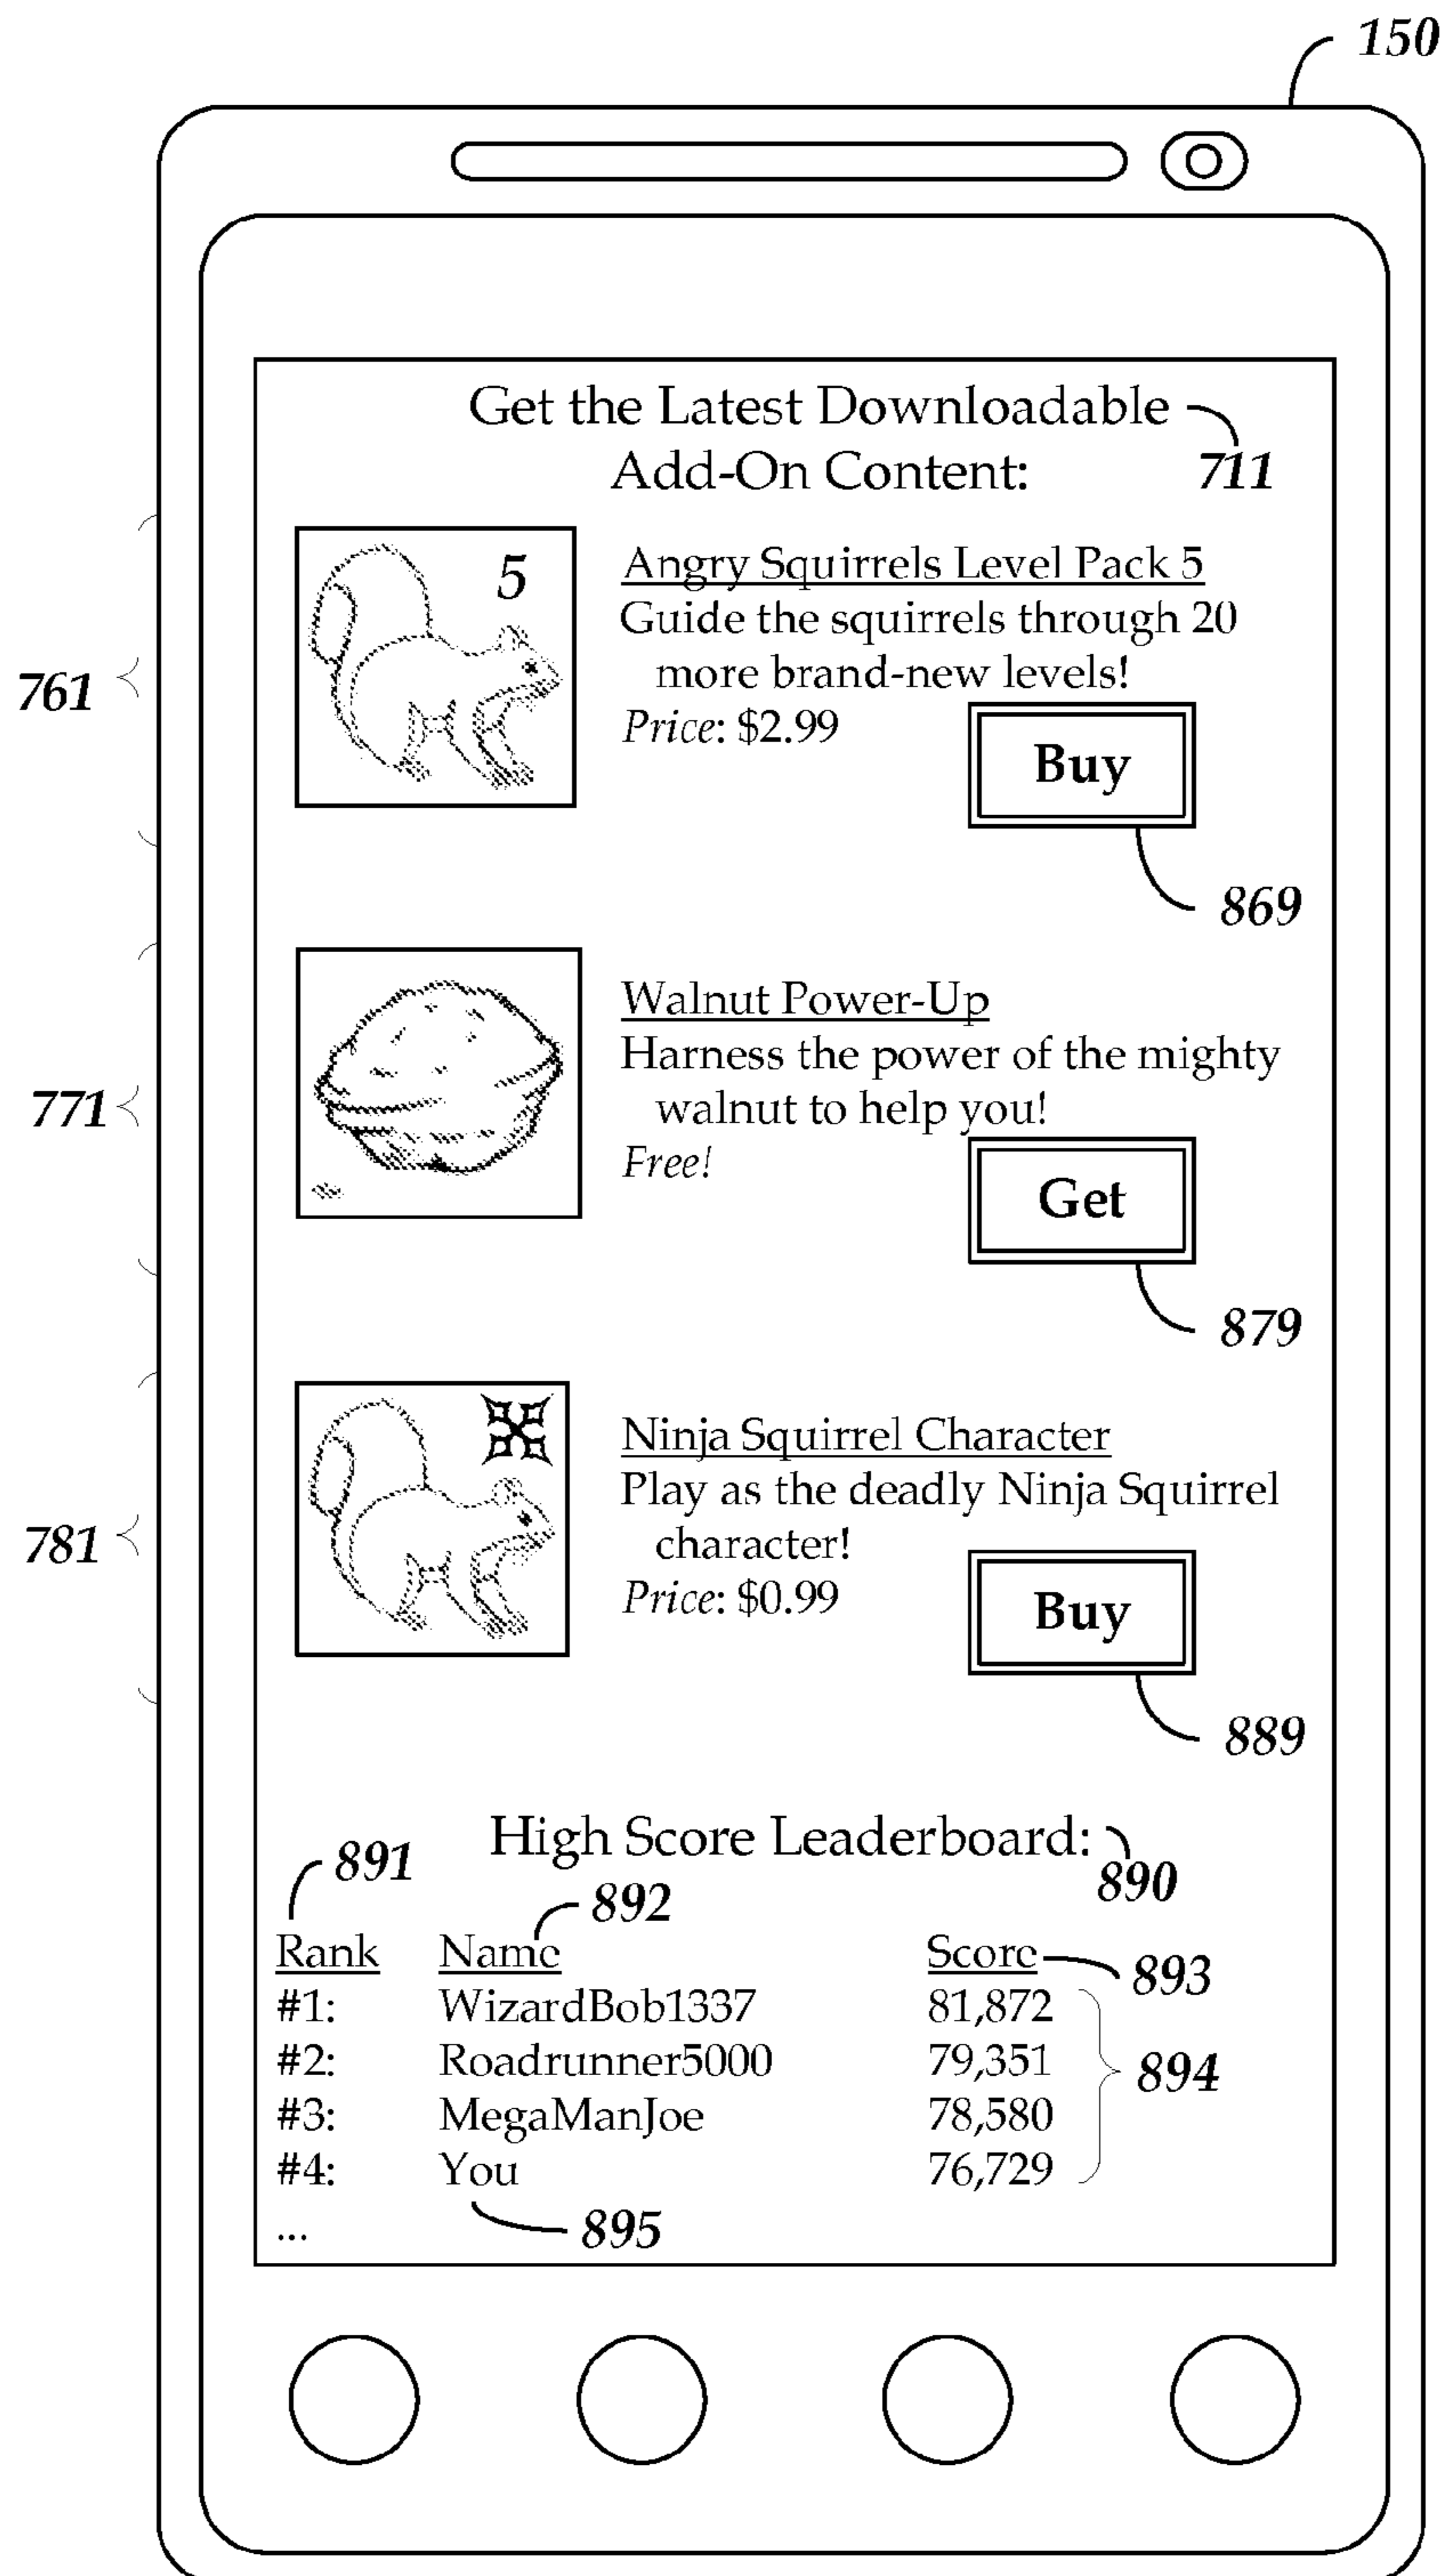 150
Get the Latest Downloadable
Add-On Content:
711
5
Angry Squirrels Level Pack 5
Guide the squirrels through 20
more brand-new levels!
Price: $2.99
Buy
761
869
Walnut Power-Up
Harness the power of the mighty
walnut to help you!
Free!
Get
771
879
Ninja Squirrel Character
Play as the deadly Ninja Squirrel
character!
Price: $0.99
Buy
781
889
High Score Leaderboard:
890
891
892
Rank Name Score
893
#1: WizardBob1337 81,872
#2: Roadrunner5000 79,351
894
#3: MegaManJoe 78,580
#4: You 76,729
...
895